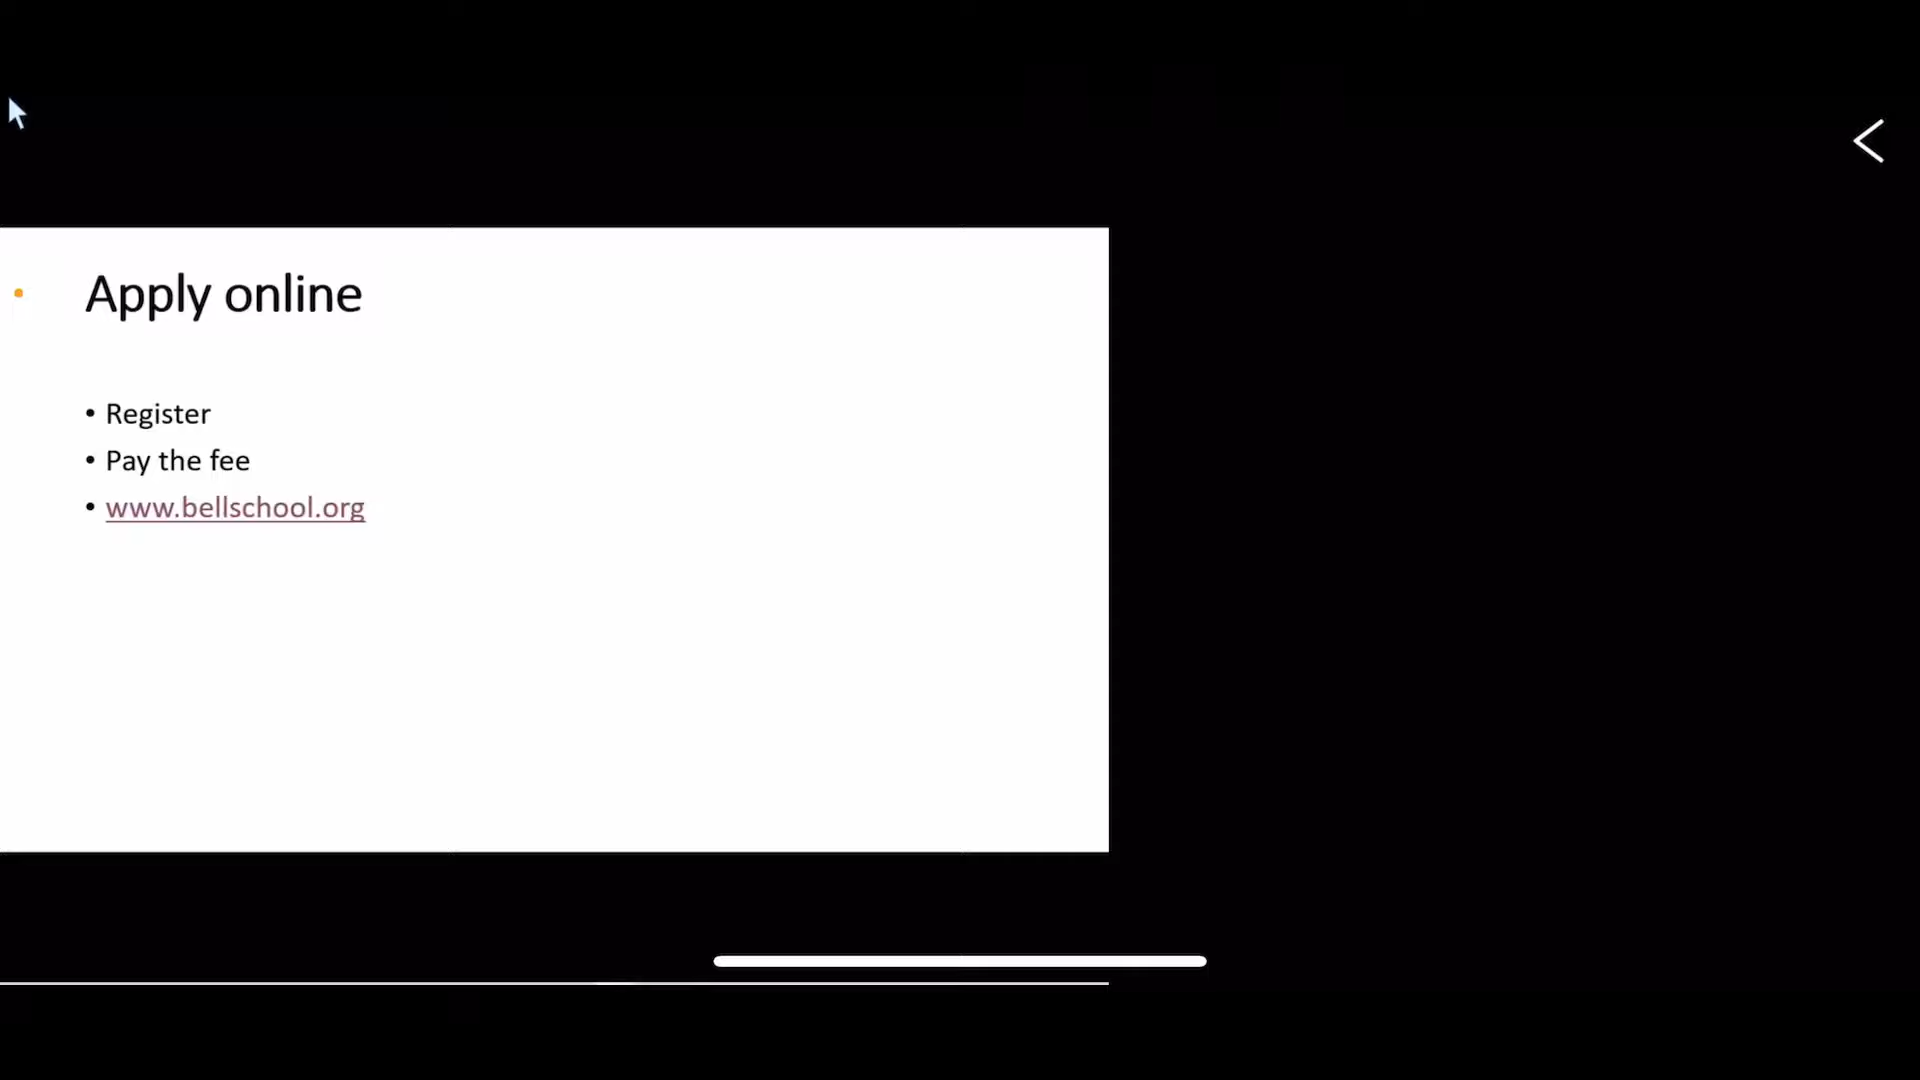 Apply online
• Register
• Pay the fee
• www.bellschool.org